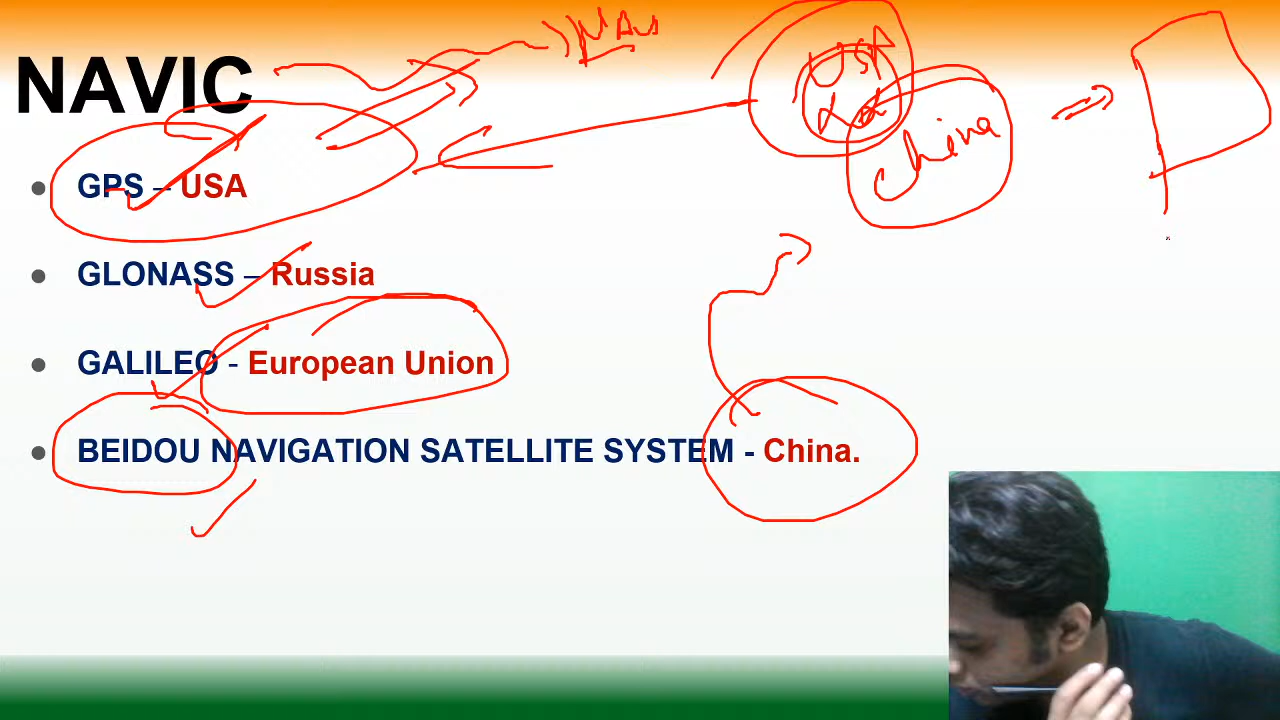 NAVIC
USA
China
GPS – USA
GLONASS – Russia
GALILEO - European Union
BEIDOU NAVIGATION SATELLITE SYSTEM - China.